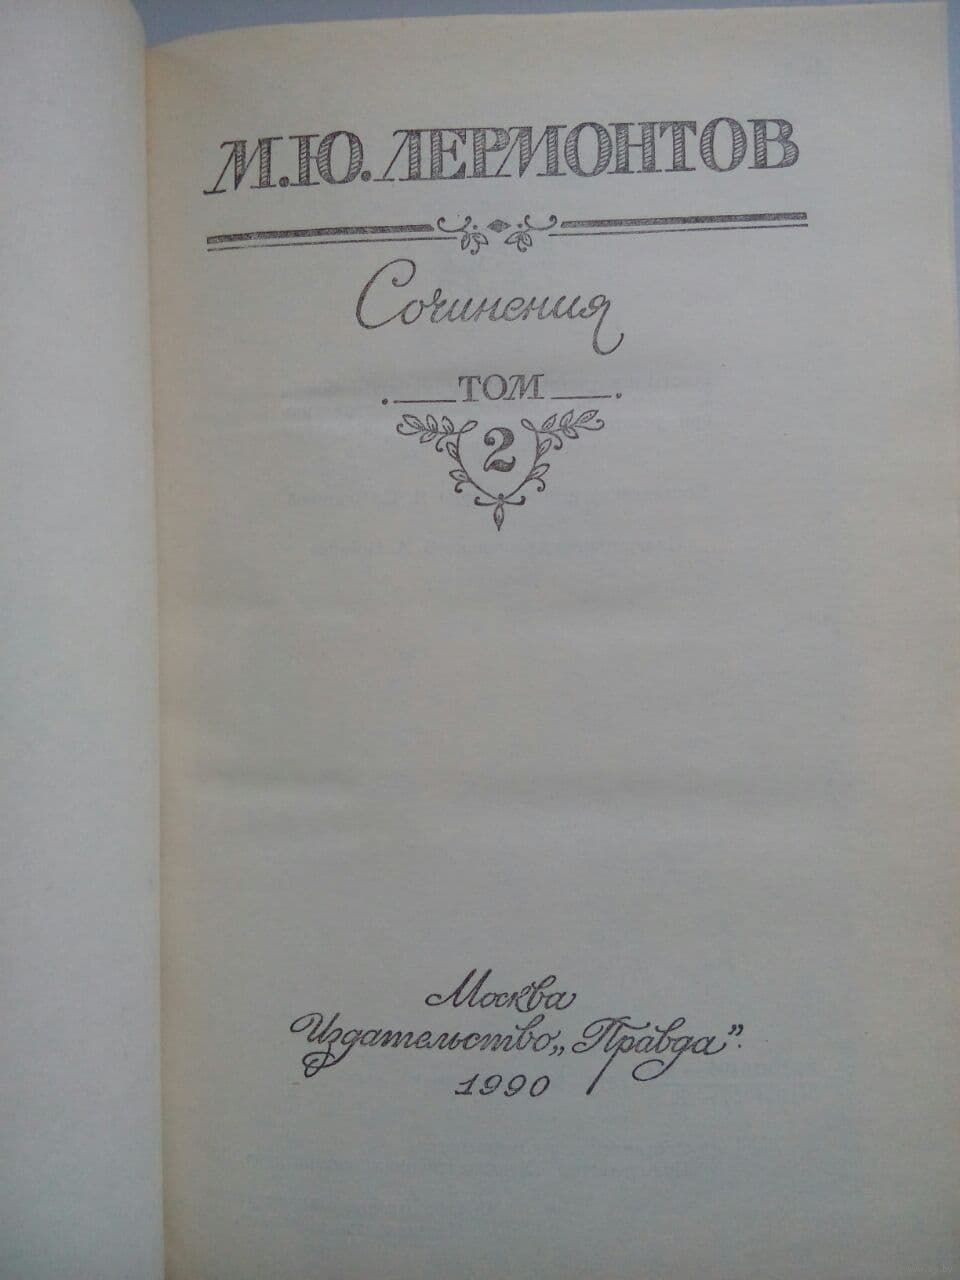 М.Ю. ЛЕРМОНТОВ
Сочинения
ТОМ
2
Москва
Издательство „Правда”.
1990